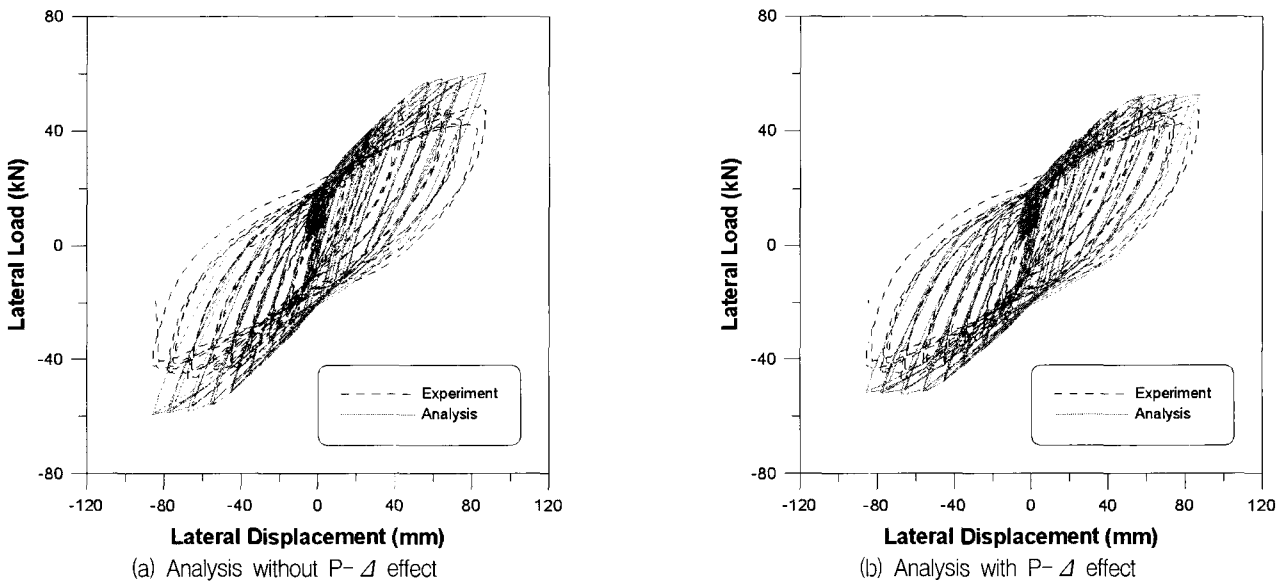 80
40
0
-40
-80
-120
-80
-40
0
40
80
120
Lateral Load (kN)
Lateral Displacement (mm)
Experiment
Analysis
(a) Analysis without P-Δ effect
80
40
0
-40
-80
-120
-80
-40
0
40
80
120
Lateral Load (kN)
Lateral Displacement (mm)
Experiment
Analysis
(b) Analysis with P-Δ effect